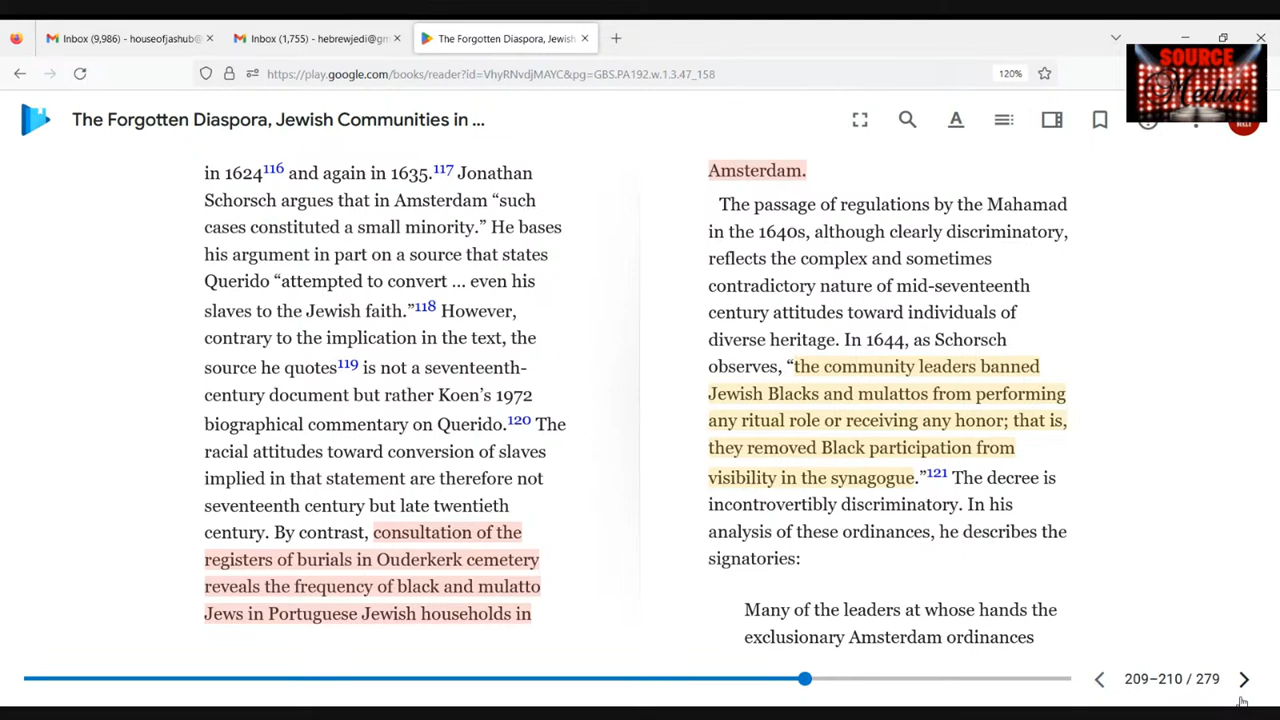 Inbox (9,986) - houseofjashub@
Inbox (1,755) - hebrewjedi@gm
The Forgotten Diaspora, Jewish
https://play.google.com/books/reader?id=VhyRNvdjMAYC&pg=GBS.PA192.w.1.3.47_158
120%
SOURCE
Media
The Forgotten Diaspora, Jewish Communities in ...
in 1624116 and again in 1635.117 Jonathan
Schorsch argues that in Amsterdam “such
cases constituted a small minority.” He bases
his argument in part on a source that states
Querido “attempted to convert ... even his
slaves to the Jewish faith.”118 However,
contrary to the implication in the text, the
source he quotes119 is not a seventeenth-
century document but rather Koen’s 1972
biographical commentary on Querido.120 The
racial attitudes toward conversion of slaves
implied in that statement are therefore not
seventeenth century but late twentieth
century. By contrast, consultation of the
registers of burials in Ouderkerk cemetery
reveals the frequency of black and mulatto
Jews in Portuguese Jewish households in
Amsterdam.
The passage of regulations by the Mahamad
in the 1640s, although clearly discriminatory,
reflects the complex and sometimes
contradictory nature of mid-seventeenth
century attitudes toward individuals of
diverse heritage. In 1644, as Schorsch
observes, “the community leaders banned
Jewish Blacks and mulattos from performing
any ritual role or receiving any honor; that is,
they removed Black participation from
visibility in the synagogue.”121 The decree is
incontrovertibly discriminatory. In his
analysis of these ordinances, he describes the
signatories:
Many of the leaders at whose hands the
exclusionary Amsterdam ordinances
209–210 / 279